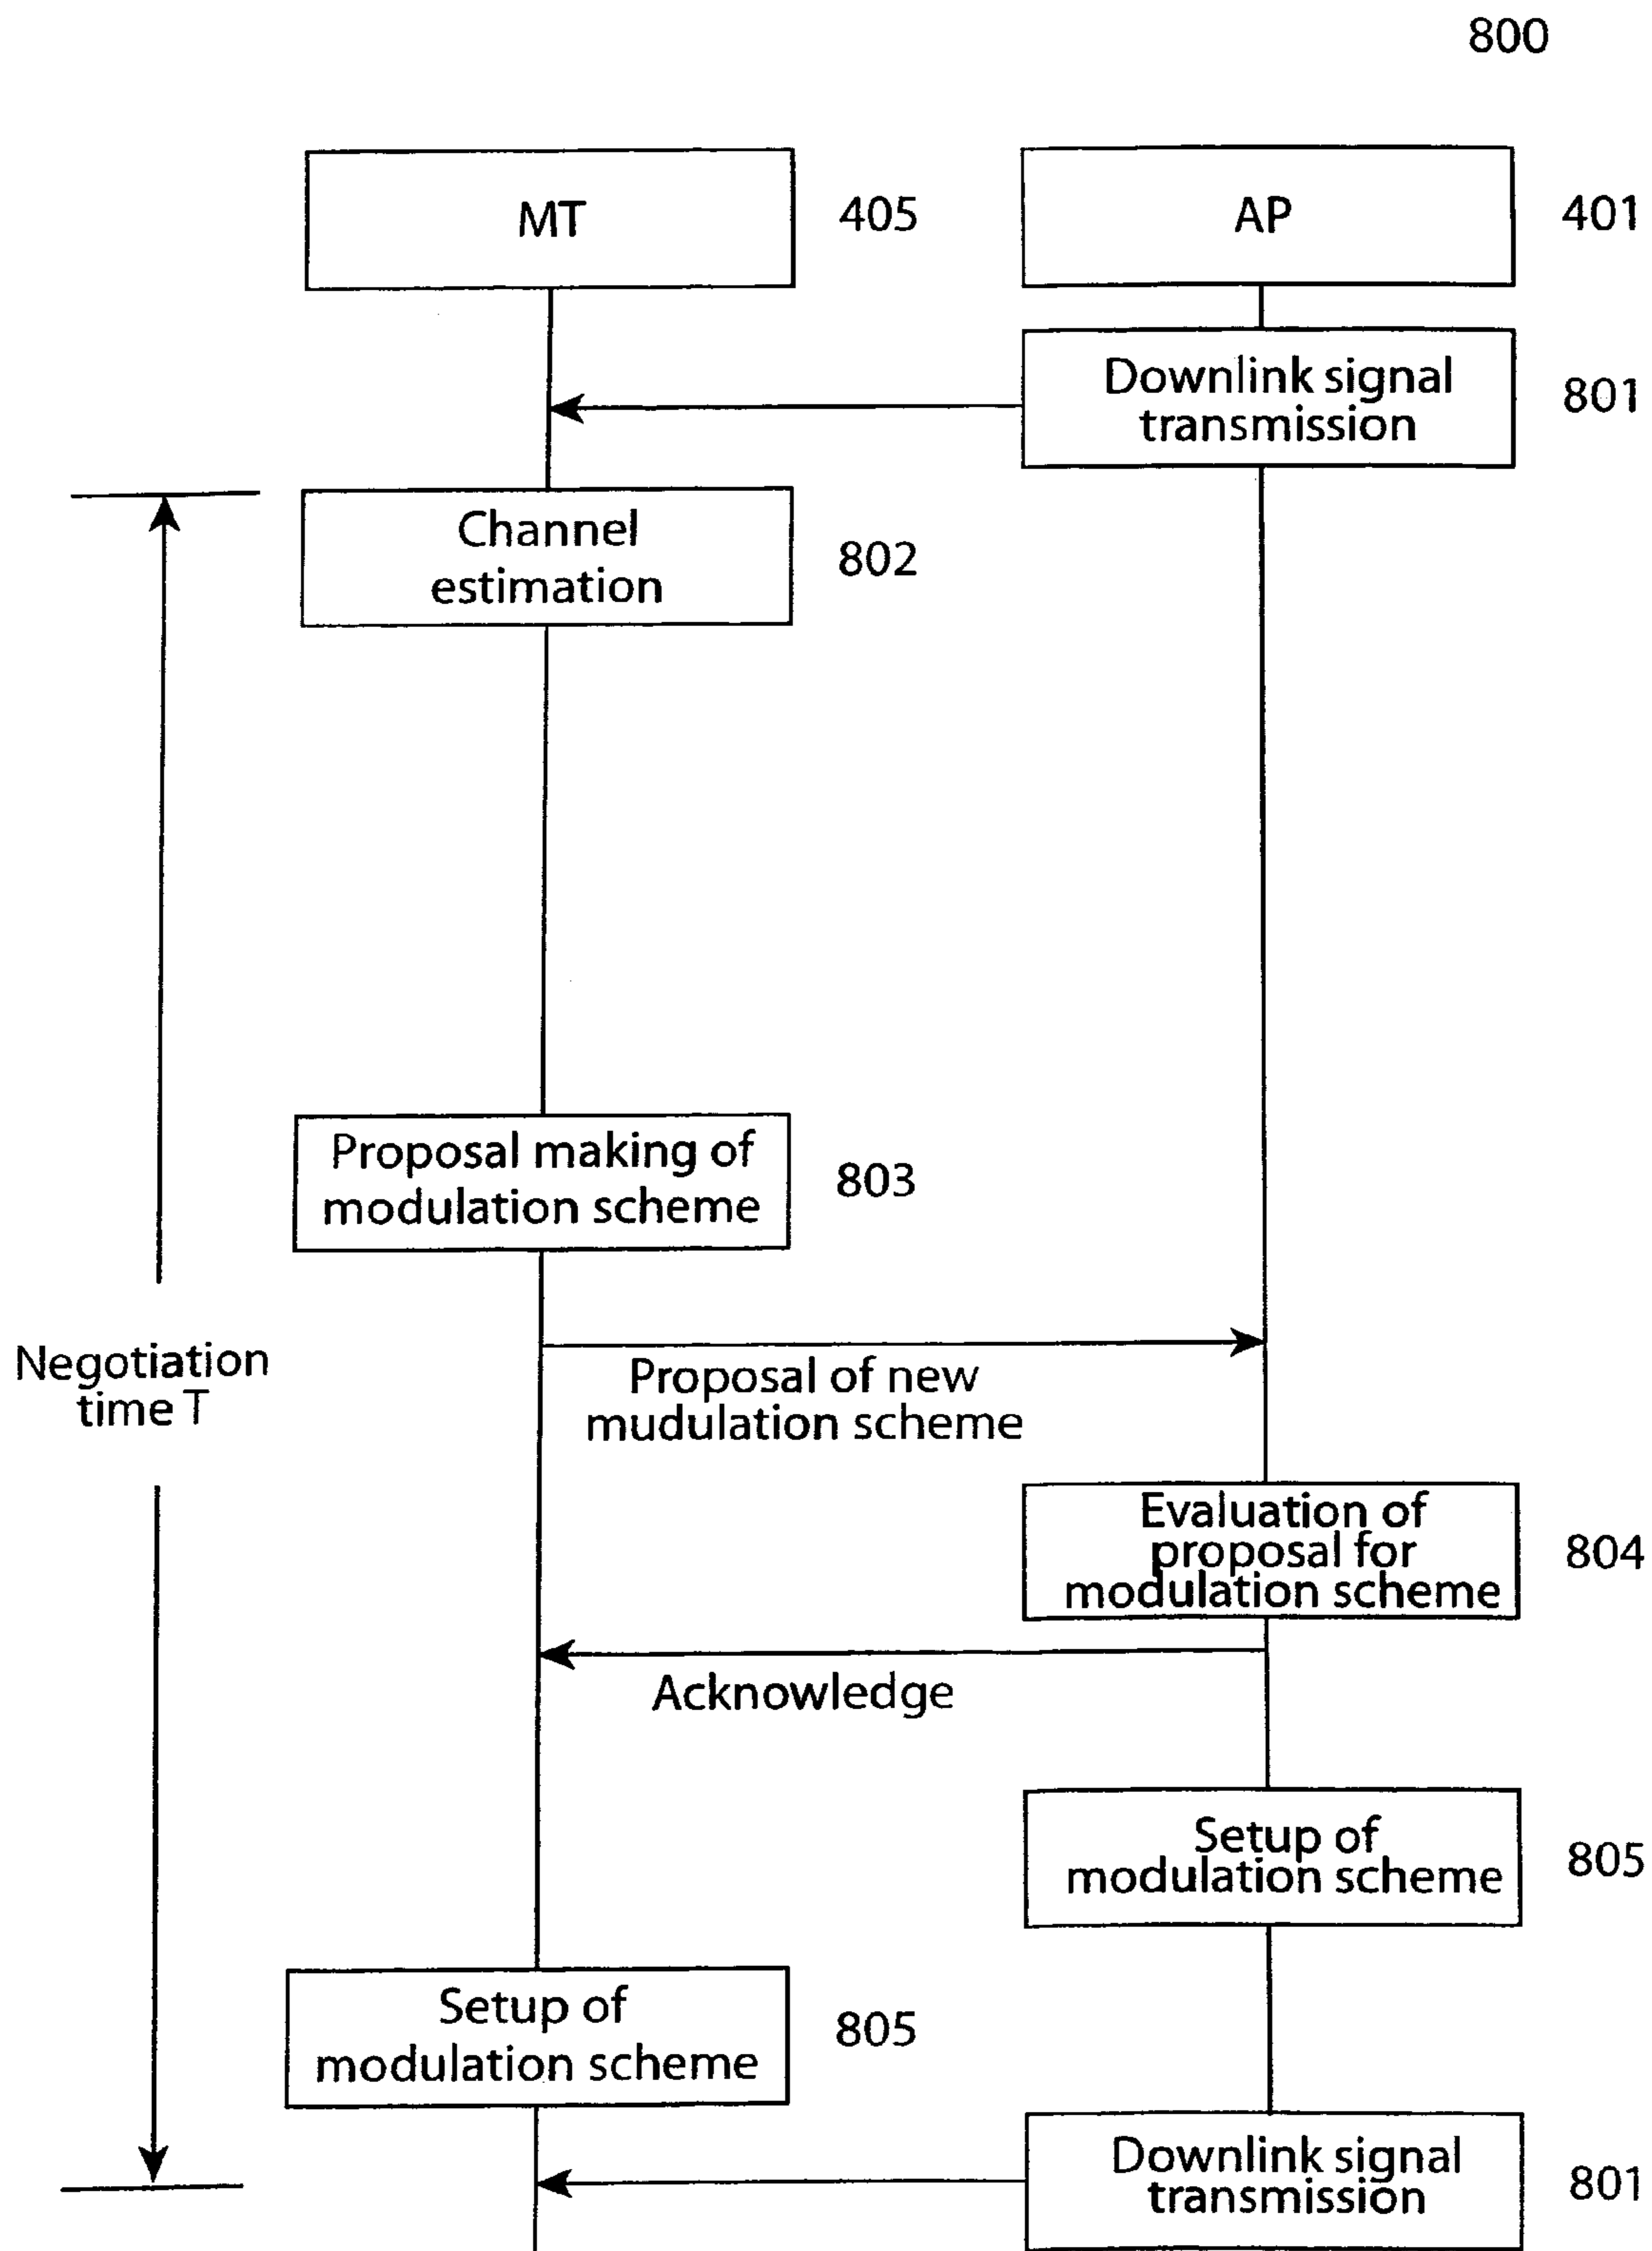 800
MT
405
AP
401
Downlink signal
transmission
801
Channel
estimation
802
Proposal making of
modulation scheme
803
Negotiation
time T
Proposal of new
mudulation scheme
Evaluation of
proposal for
modulation scheme
804
Acknowledge
Setup of
modulation scheme
805
Setup of
modulation scheme
805
Downlink signal
transmission
801